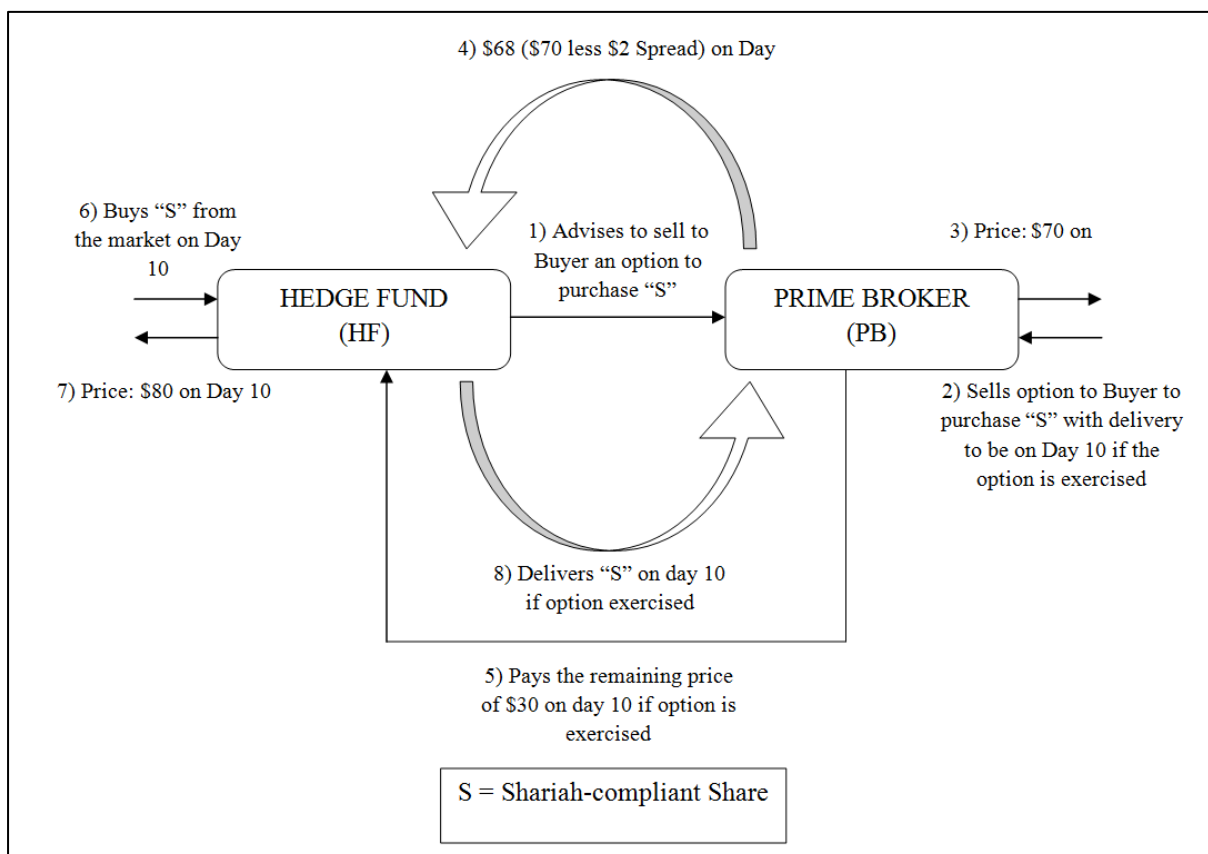 4) $68 ($70 less $2 Spread) on Day
6) Buys “S” from
the market on Day
10
1) Advises to sell to
Buyer an option to
purchase “S”
3) Price: $70 on
HEDGE FUND
(HF)
PRIME BROKER
(PB)
7) Price: $80 on Day 10
2) Sells option to Buyer to
purchase “S” with delivery
to be on Day 10 if the
option is exercised
8) Delivers “S” on day 10
if option exercised
5) Pays the remaining price
of $30 on day 10 if option is
exercised
S = Shariah-compliant Share